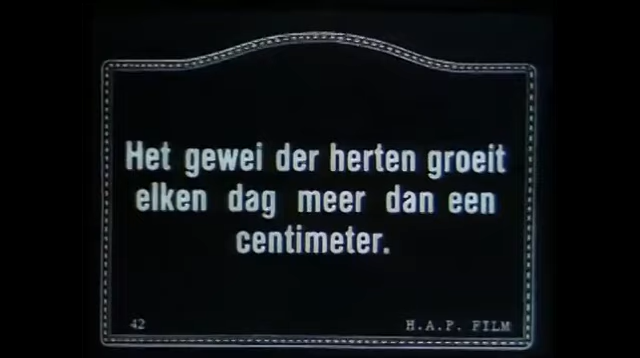 Het gewei der herten groeit
elken dag meer dan een
centimeter.
42
H.A.P. FILM